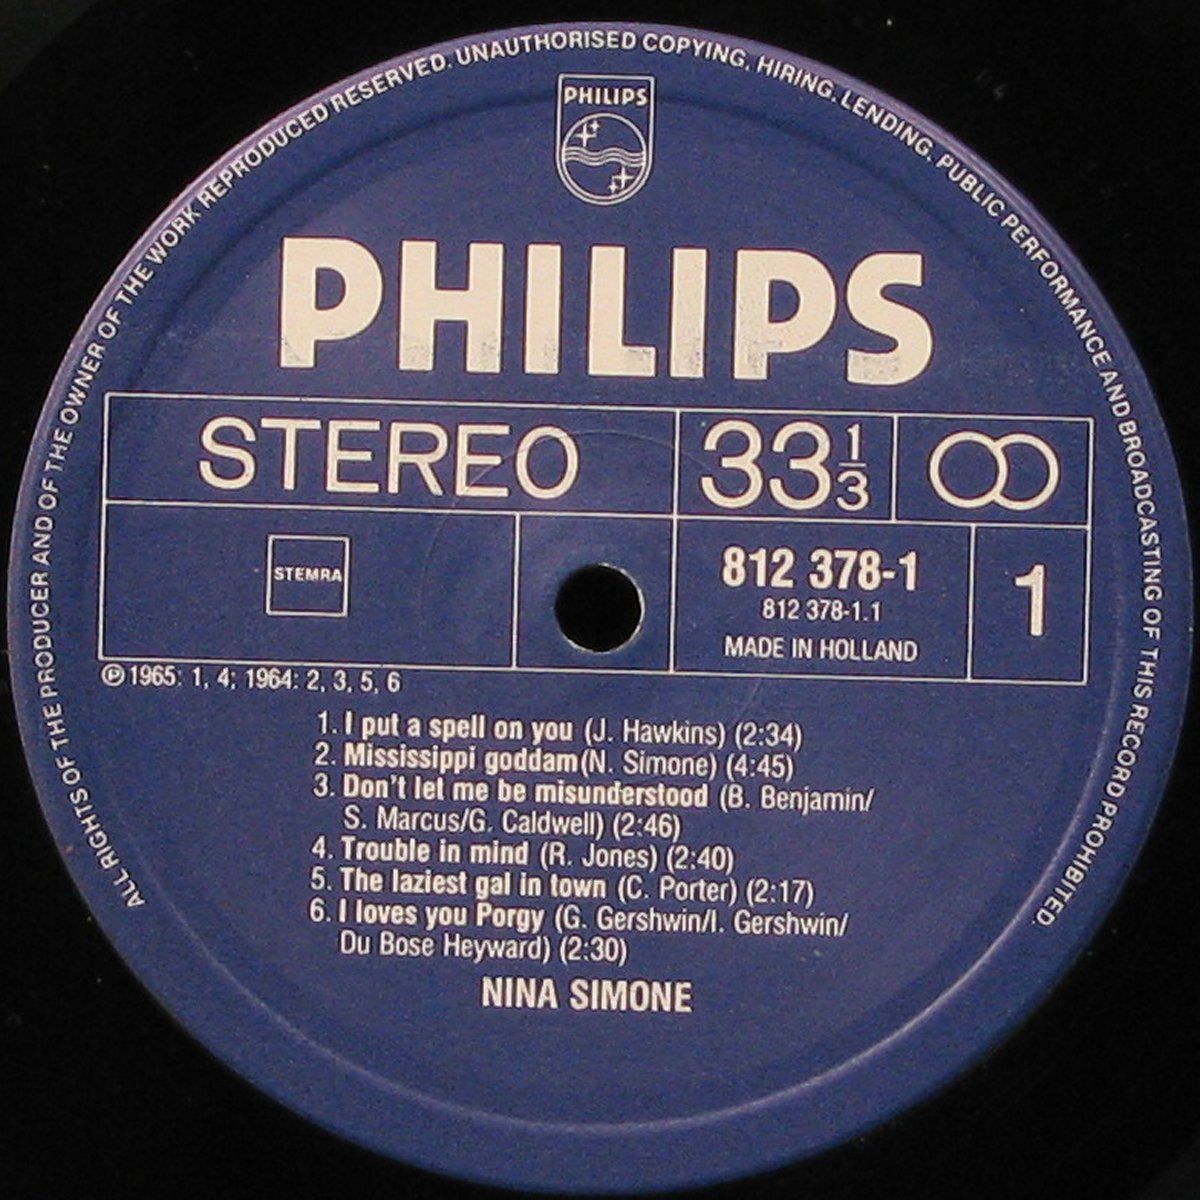 ALL RIGHTS OF THE PRODUCER AND OF THE OWNER OF THE WORK REPRODUCED RESERVED. UNAUTHORISED COPYING, HIRING, LENDING, PUBLIC PERFORMANCE AND BROADCASTING OF THIS RECORD PROHIBITED.
PHILIPS
PHILIPS
STEREO 33 1/3
STEMRA
812 378-1
812 378-1.1
MADE IN HOLLAND
1
℗ 1965: 1, 4; 1964: 2, 3, 5, 6
1. I put a spell on you (J. Hawkins) (2:34)
2. Mississippi goddam (N. Simone) (4:45)
3. Don't let me be misunderstood (B. Benjamin/
S. Marcus/G. Caldwell) (2:46)
4. Trouble in mind (R. Jones) (2:40)
5. The laziest gal in town (C. Porter) (2:17)
6. I loves you Porgy (G. Gershwin/I. Gershwin/
Du Bose Heyward) (2:30)
NINA SIMONE